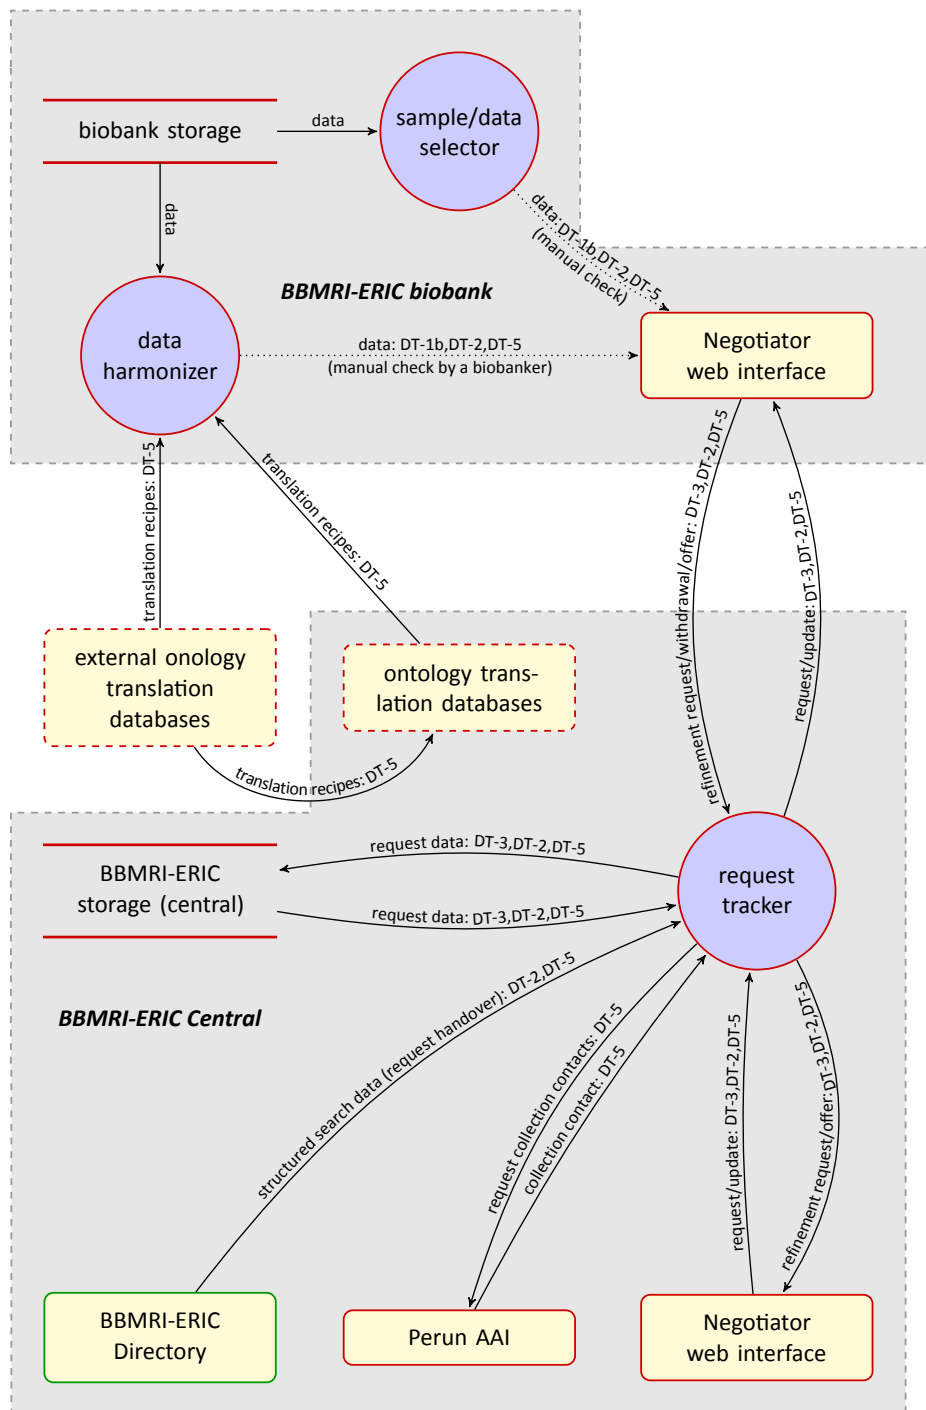 biobank storage
data
sample/data
selector
data
data: DT-1b,DT-2,DT-5
(manual check)
BBMRI-ERIC biobank
data
harmonizer
data: DT-1b,DT-2,DT-5
(manual check by a biobanker)
Negotiator
web interface
translation recipes: DT-5
translation recipes: DT-5
refinement request/withdrawal/offer: DT-3,DT-2,DT-5
request/update: DT-3,DT-2,DT-5
external onology
translation
databases
ontology trans-
lation databases
translation recipes: DT-5
BBMRI-ERIC
storage (central)
request data: DT-3,DT-2,DT-5
request data: DT-3,DT-2,DT-5
request
tracker
BBMRI-ERIC Central
structured search data (request handover): DT-2,DT-5
request collection contacts: DT-5
collection contact: DT-5
request/update: DT-3,DT-2,DT-5
refinement request/offer: DT-3,DT-2,DT-5
BBMRI-ERIC
Directory
Perun AAI
Negotiator
web interface